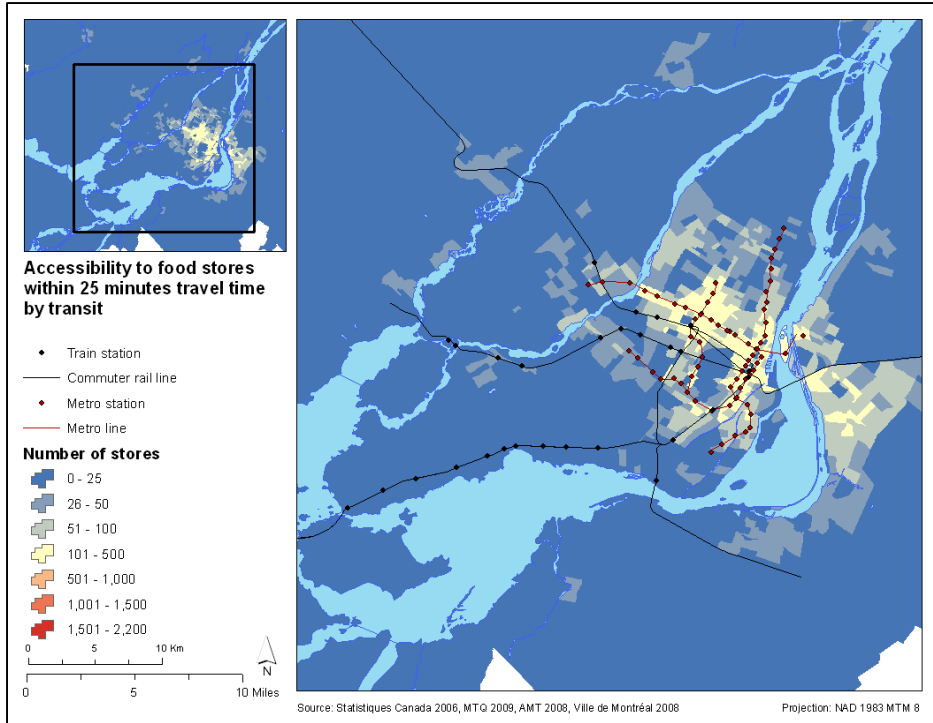 Accessibility to food stores
within 25 minutes travel time
by transit
Train station
Commuter rail line
Metro station
Metro line
Number of stores
0 - 25
26 - 50
51 - 100
101 - 500
501 - 1,000
1,001 - 1,500
1,501 - 2,200
0 5 10 Km
N
0 5 10 Miles
Source: Statistiques Canada 2006, MTQ 2009, AMT 2008, Ville de Montréal 2008
Projection: NAD 1983 MTM 8